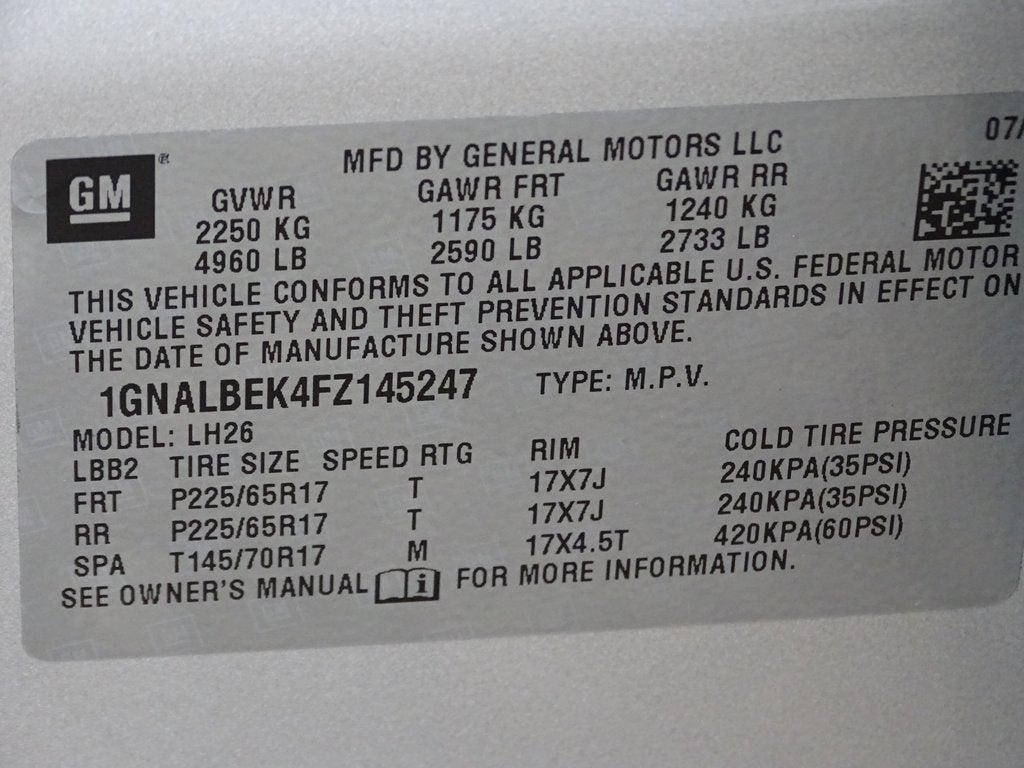 07/
GM ® MFD BY GENERAL MOTORS LLC
GVWR GAWR FRT GAWR RR
2250 KG 1175 KG 1240 KG
4960 LB 2590 LB 2733 LB
THIS VEHICLE CONFORMS TO ALL APPLICABLE U.S. FEDERAL MOTOR
VEHICLE SAFETY AND THEFT PREVENTION STANDARDS IN EFFECT ON
THE DATE OF MANUFACTURE SHOWN ABOVE.
1GNALBEK4FZ145247 TYPE: M.P.V.
MODEL: LH26
LBB2 TIRE SIZE SPEED RTG RIM COLD TIRE PRESSURE
FRT P225/65R17 T 17X7J 240KPA(35PSI)
RR P225/65R17 T 17X7J 240KPA(35PSI)
SPA T145/70R17 M 17X4.5T 420KPA(60PSI)
SEE OWNER'S MANUAL i FOR MORE INFORMATION.